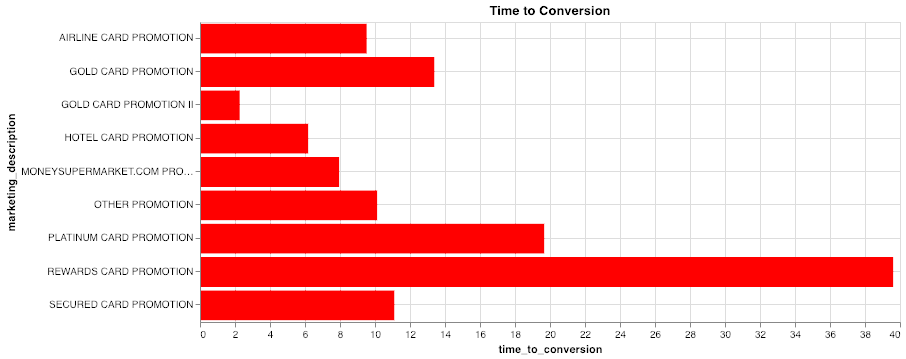 Time to Conversion
marketing_description
AIRLINE CARD PROMOTION
GOLD CARD PROMOTION
GOLD CARD PROMOTION II
HOTEL CARD PROMOTION
MONEYSUPERMARKET.COM PRO…
OTHER PROMOTION
PLATINUM CARD PROMOTION
REWARDS CARD PROMOTION
SECURED CARD PROMOTION
0 2 4 6 8 10 12 14 16 18 20 22 24 26 28 30 32 34 36 38 40
time_to_conversion